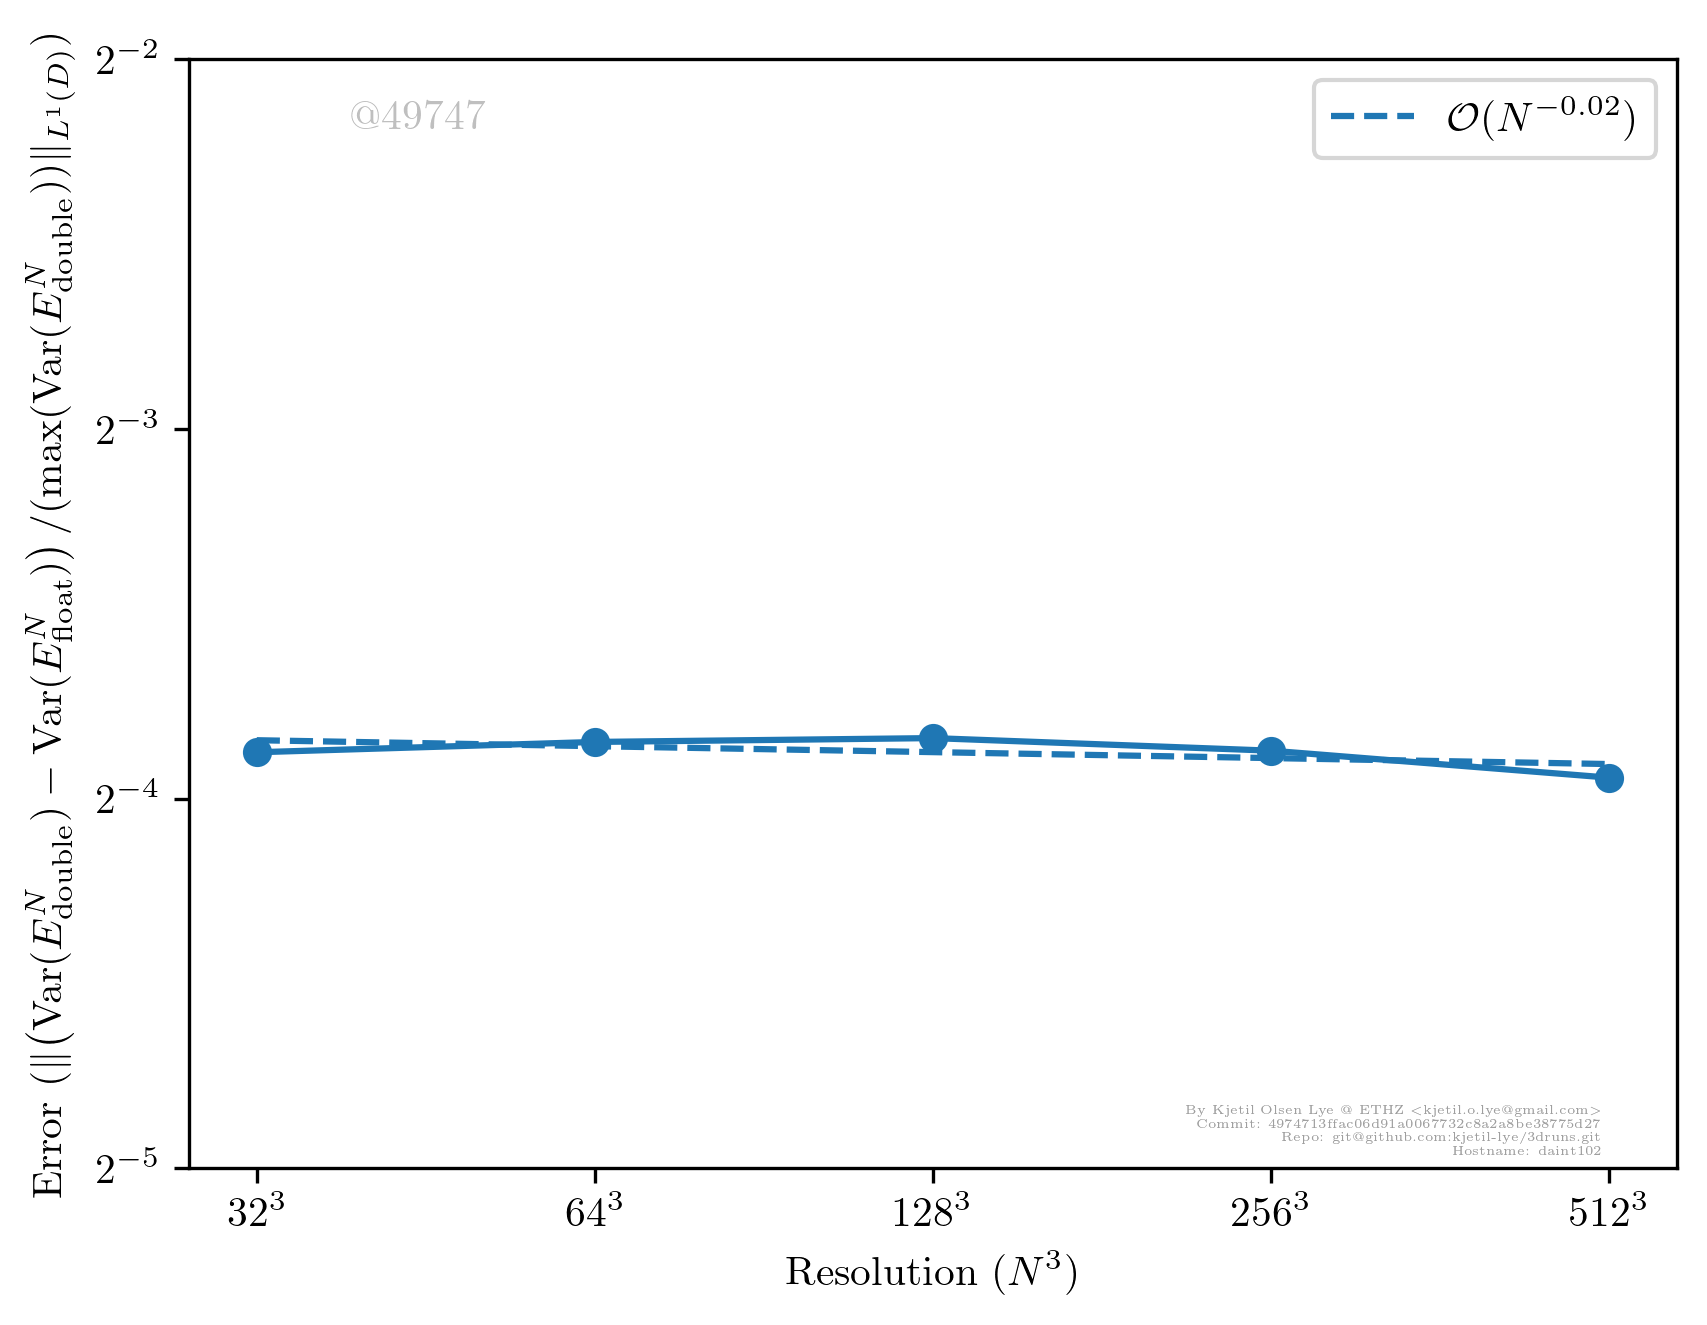 Error (‖(Var(E^N_double) − Var(E^N_float)) /(max(Var(E^N_double))‖_{L^1(D)})
2^{−2}
2^{−3}
2^{−4}
2^{−5}
@49747
𝒪(N^{−0.02})
By Kjetil Olsen Lye @ ETHZ <kjetil.o.lye@gmail.com>
Commit: 4974713ffac06d91a0067732c8a2a8be38775d27
Repo: git@github.com:kjetil-lye/3druns.git
Hostname: daint102
32^3 64^3 128^3 256^3 512^3
Resolution (N^3)